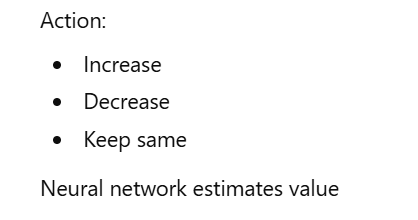 Action:
• Increase
• Decrease
• Keep same
Neural network estimates value